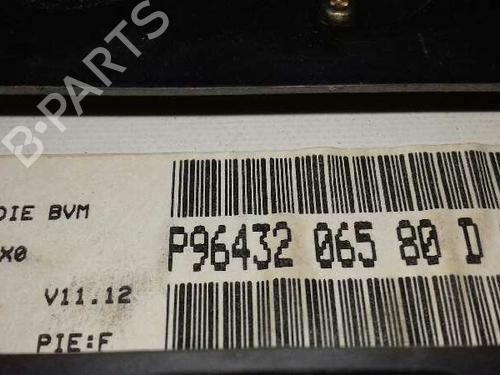 B-PARTS
DIE BVM
X0
V11.12
PIE:F
P96432 065 80 D